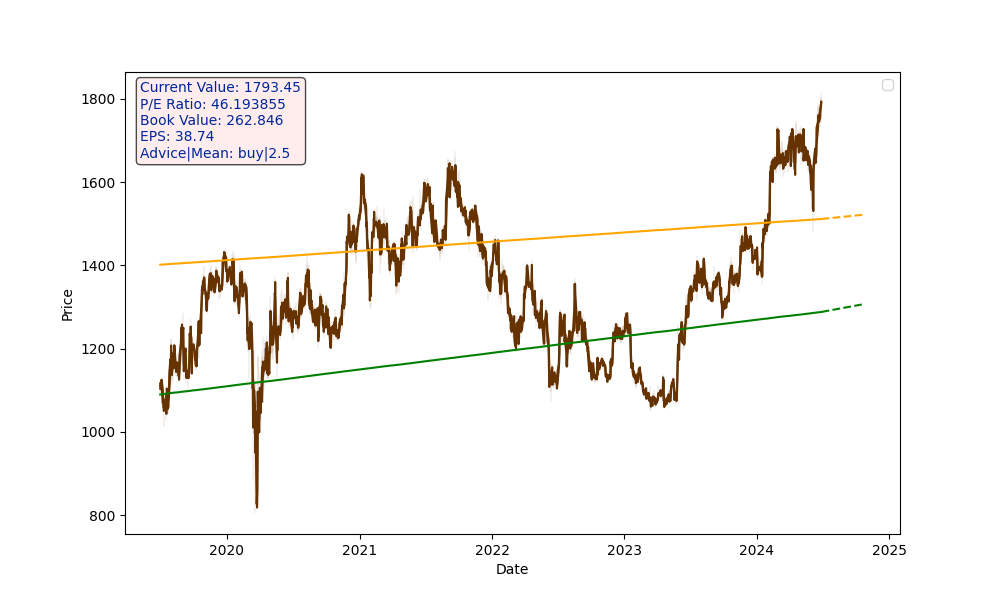 Current Value: 1793.45
P/E Ratio: 46.193855
Book Value: 262.846
EPS: 38.74
Advice|Mean: buy|2.5
1800
1600
1400
1200
1000
800
Price
2020
2021
2022
2023
2024
2025
Date